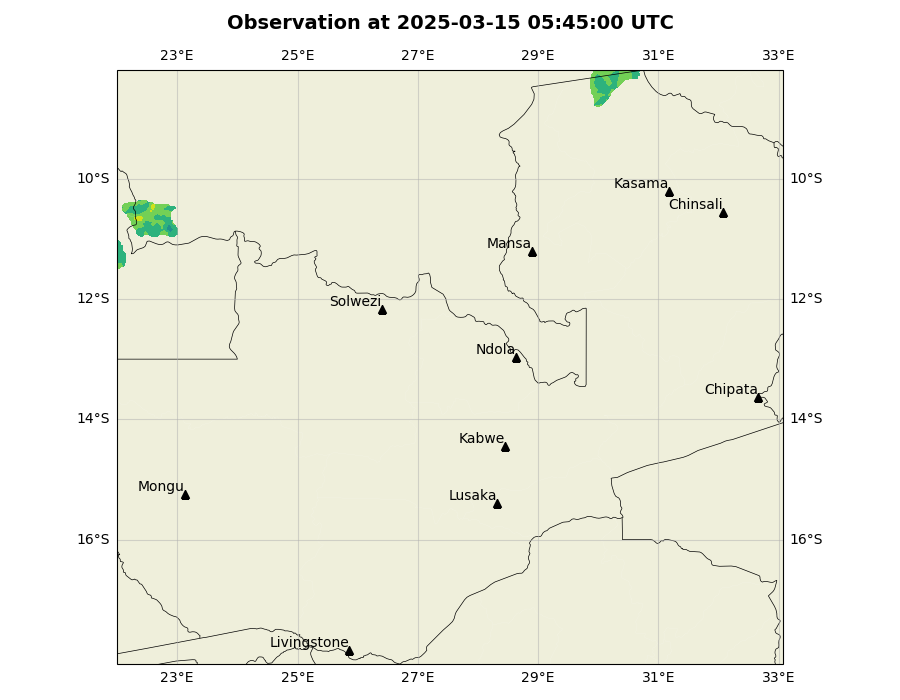 Observation at 2025-03-15 05:45:00 UTC
23°E 25°E 27°E 29°E 31°E 33°E
10°S 10°S
Kasama
Chinsali
Mansa
12°S 12°S
Solwezi
Ndola
Chipata
14°S 14°S
Kabwe
Mongu
Lusaka
16°S 16°S
Livingstone
23°E 25°E 27°E 29°E 31°E 33°E